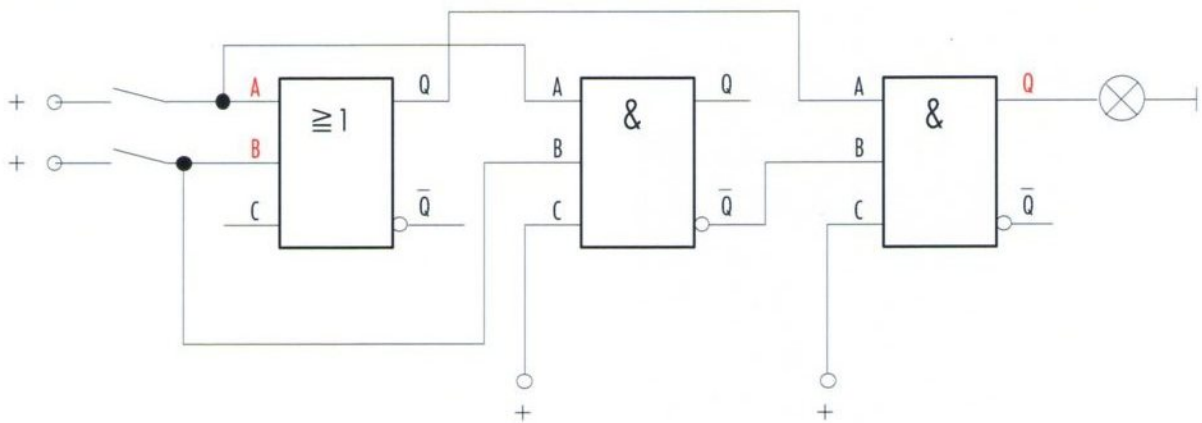 A Q A Q A Q
+ ≧1 & &
+ B B B
C Q̄ C Q̄ C Q̄
+ +